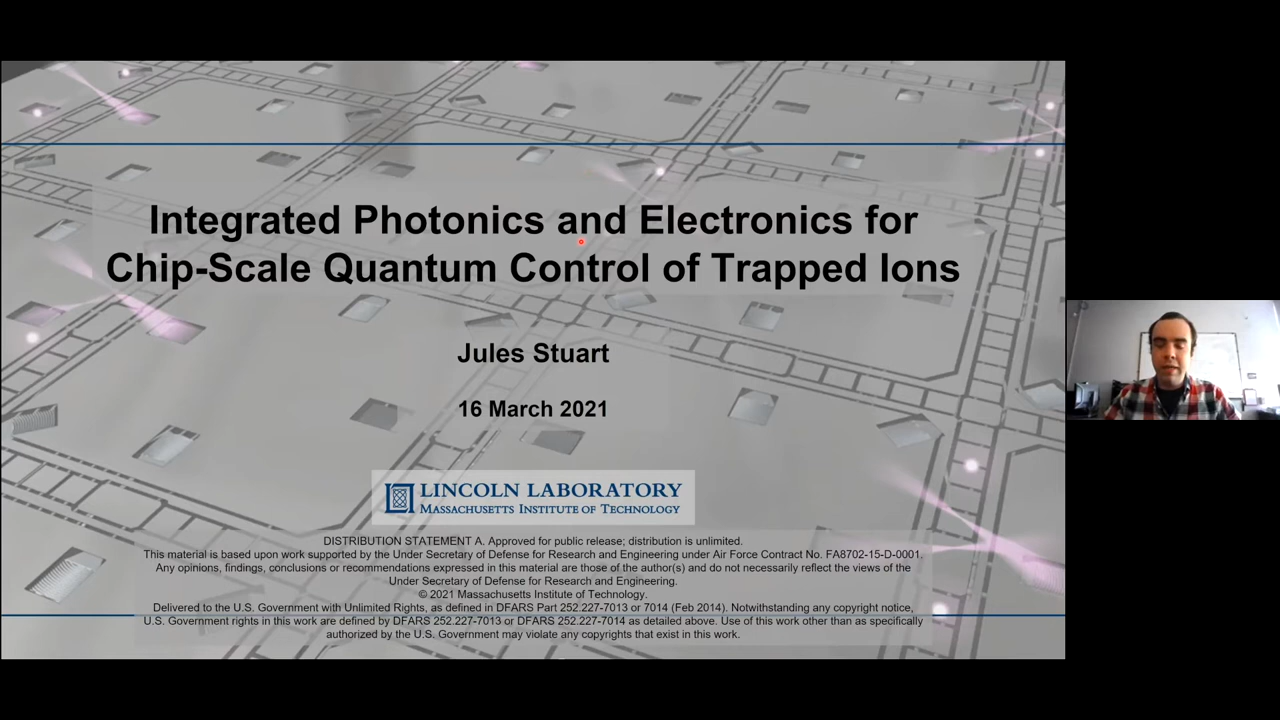 Integrated Photonics and Electronics for
Chip-Scale Quantum Control of Trapped Ions
Jules Stuart
16 March 2021
LINCOLN LABORATORY
MASSACHUSETTS INSTITUTE OF TECHNOLOGY
DISTRIBUTION STATEMENT A. Approved for public release; distribution is unlimited.
This material is based upon work supported by the Under Secretary of Defense for Research and Engineering under Air Force Contract No. FA8702-15-D-0001.
Any opinions, findings, conclusions or recommendations expressed in this material are those of the author(s) and do not necessarily reflect the views of the
Under Secretary of Defense for Research and Engineering.
© 2021 Massachusetts Institute of Technology.
Delivered to the U.S. Government with Unlimited Rights, as defined in DFARS Part 252.227-7013 or 7014 (Feb 2014). Notwithstanding any copyright notice,
U.S. Government rights in this work are defined by DFARS 252.227-7013 or DFARS 252.227-7014 as detailed above. Use of this work other than as specifically
authorized by the U.S. Government may violate any copyrights that exist in this work.